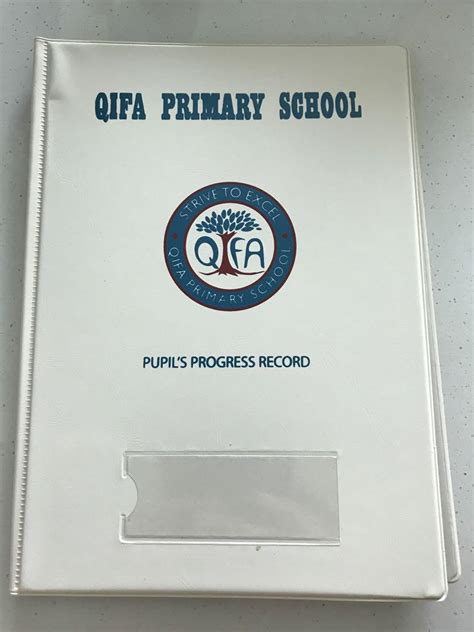 QIFA PRIMARY SCHOOL
STRIVE TO EXCEL
QIFA
QIFA PRIMARY SCHOOL
PUPIL'S PROGRESS RECORD